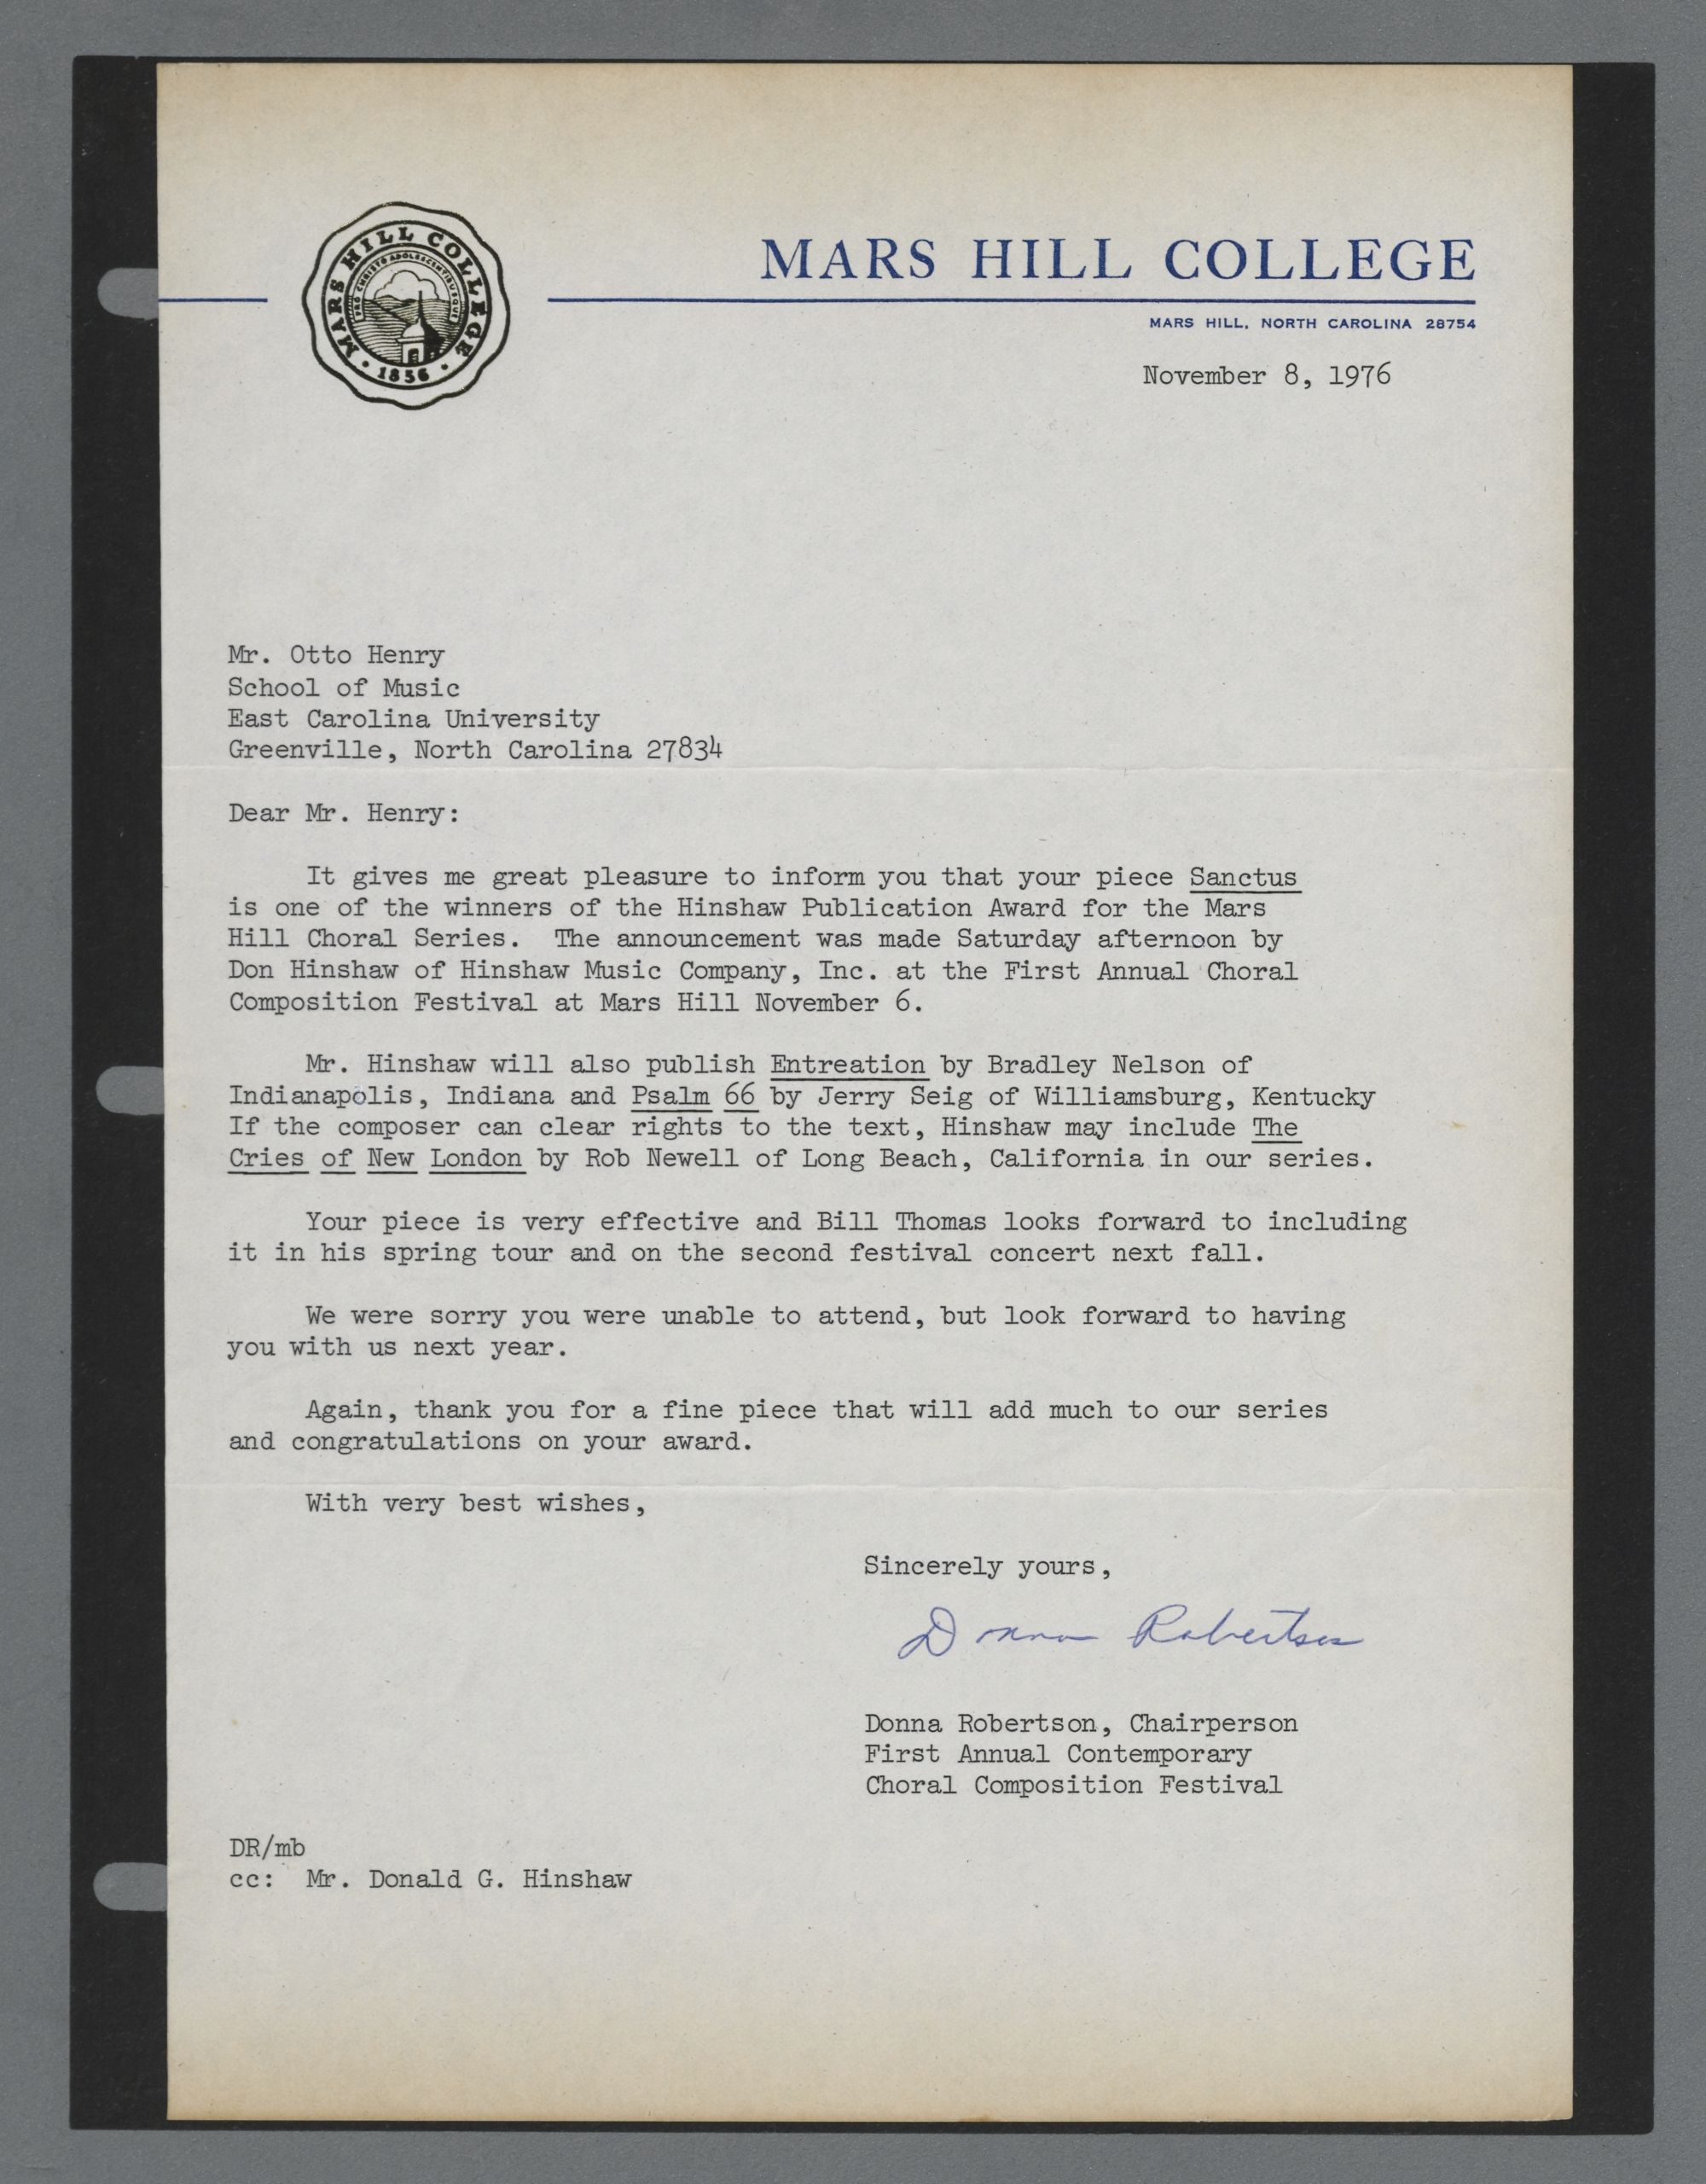 MARS HILL COLLEGE
PRO CHRISTO ADOLESCENTIBUSQUE
1856
MARS HILL COLLEGE
MARS HILL, NORTH CAROLINA 28754
November 8, 1976
Mr. Otto Henry
School of Music
East Carolina University
Greenville, North Carolina 27834
Dear Mr. Henry:
It gives me great pleasure to inform you that your piece Sanctus
is one of the winners of the Hinshaw Publication Award for the Mars
Hill Choral Series. The announcement was made Saturday afternoon by
Don Hinshaw of Hinshaw Music Company, Inc. at the First Annual Choral
Composition Festival at Mars Hill November 6.
Mr. Hinshaw will also publish Entreation by Bradley Nelson of
Indianapolis, Indiana and Psalm 66 by Jerry Seig of Williamsburg, Kentucky
If the composer can clear rights to the text, Hinshaw may include The
Cries of New London by Rob Newell of Long Beach, California in our series.
Your piece is very effective and Bill Thomas looks forward to including
it in his spring tour and on the second festival concert next fall.
We were sorry you were unable to attend, but look forward to having
you with us next year.
Again, thank you for a fine piece that will add much to our series
and congratulations on your award.
With very best wishes,
Sincerely yours,
Donna Robertson
Donna Robertson, Chairperson
First Annual Contemporary
Choral Composition Festival
DR/mb
cc: Mr. Donald G. Hinshaw